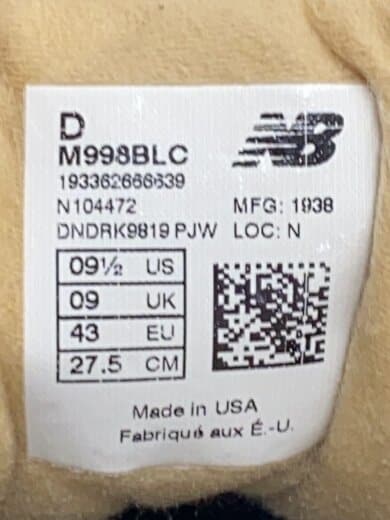 D
M998BLC
193362666639
N104472 MFG: 1938
DNDRK9819 PJW LOC: N
09½ US
09 UK
43 EU
27.5 CM
NB
Made in USA
Fabriqué aux É.-U.